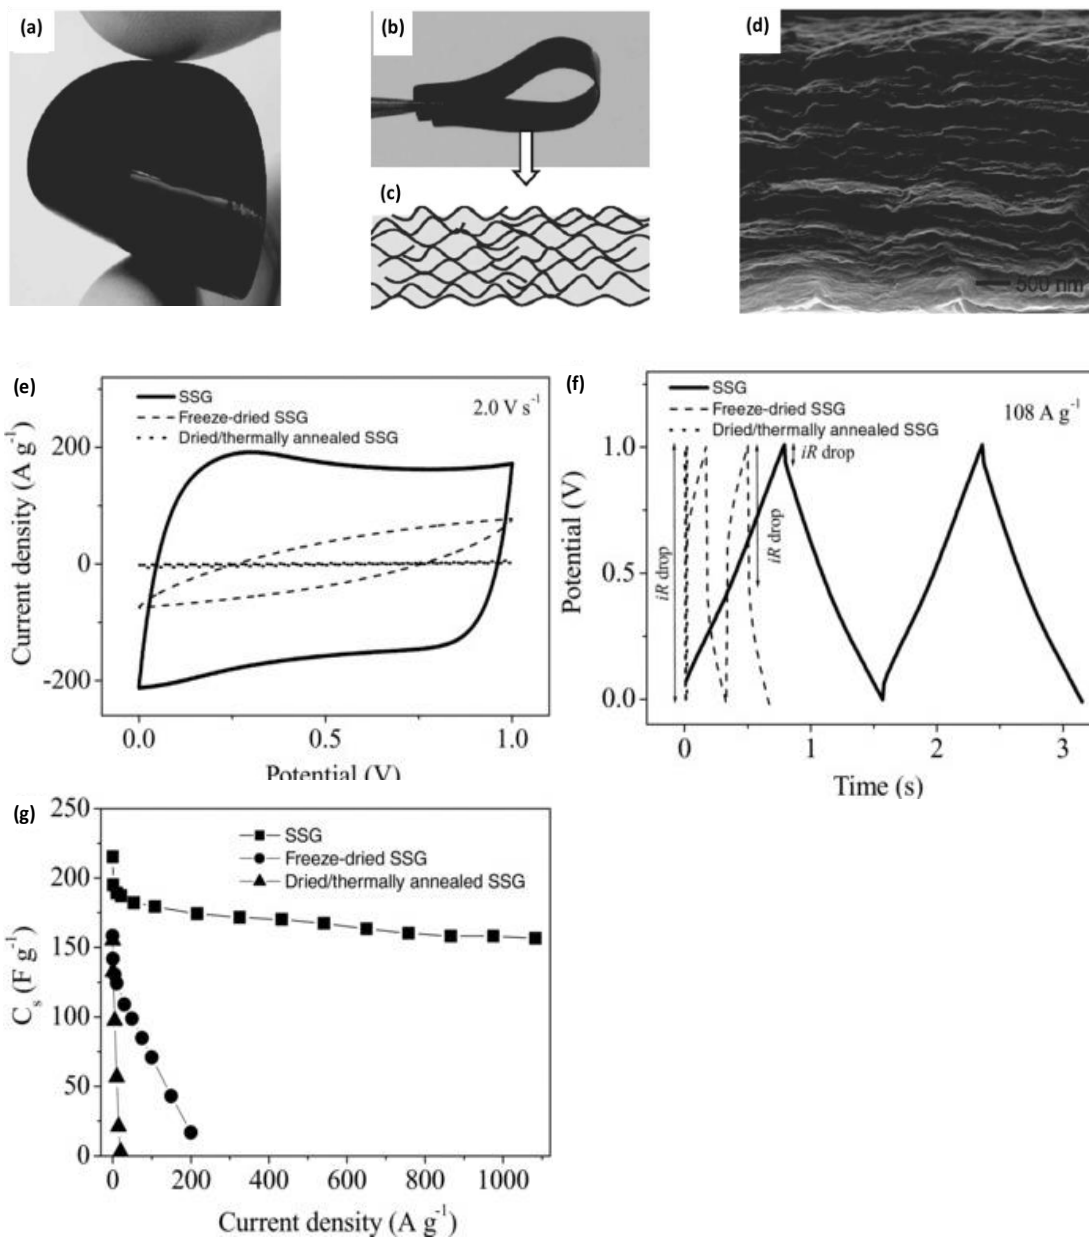 (a)
(b)
(c)
(d)
500 nm
(e)
SSG
Freeze-dried SSG
Dried/thermally annealed SSG
2.0 V s⁻¹
Current density (A g⁻¹)
200
0
-200
0.0
0.5
1.0
Potential (V)
(f)
SSG
Freeze-dried SSG
Dried/thermally annealed SSG
108 A g⁻¹
iR drop
iR drop
iR drop
Potential (V)
1.0
0.5
0.0
0
1
2
3
Time (s)
(g)
SSG
Freeze-dried SSG
Dried/thermally annealed SSG
Cₛ (F g⁻¹)
250
200
150
100
50
0
0
200
400
600
800
1000
Current density (A g⁻¹)